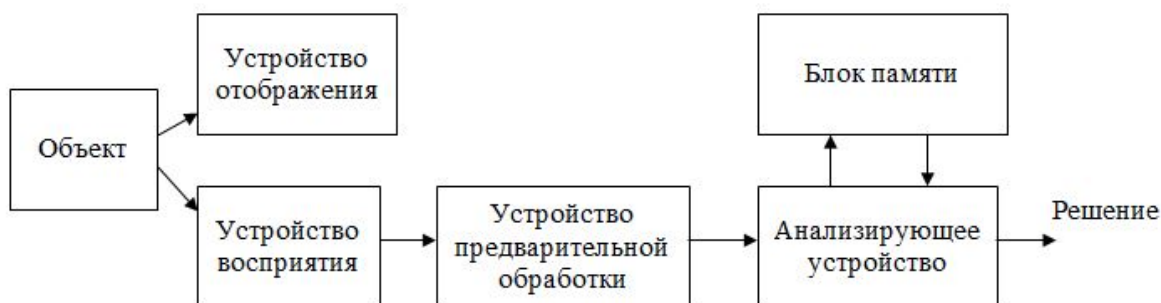 Устройство
отображения
Блок памяти
Объект
Устройство
восприятия
Устройство
предварительной
обработки
Анализирующее
устройство
Решение